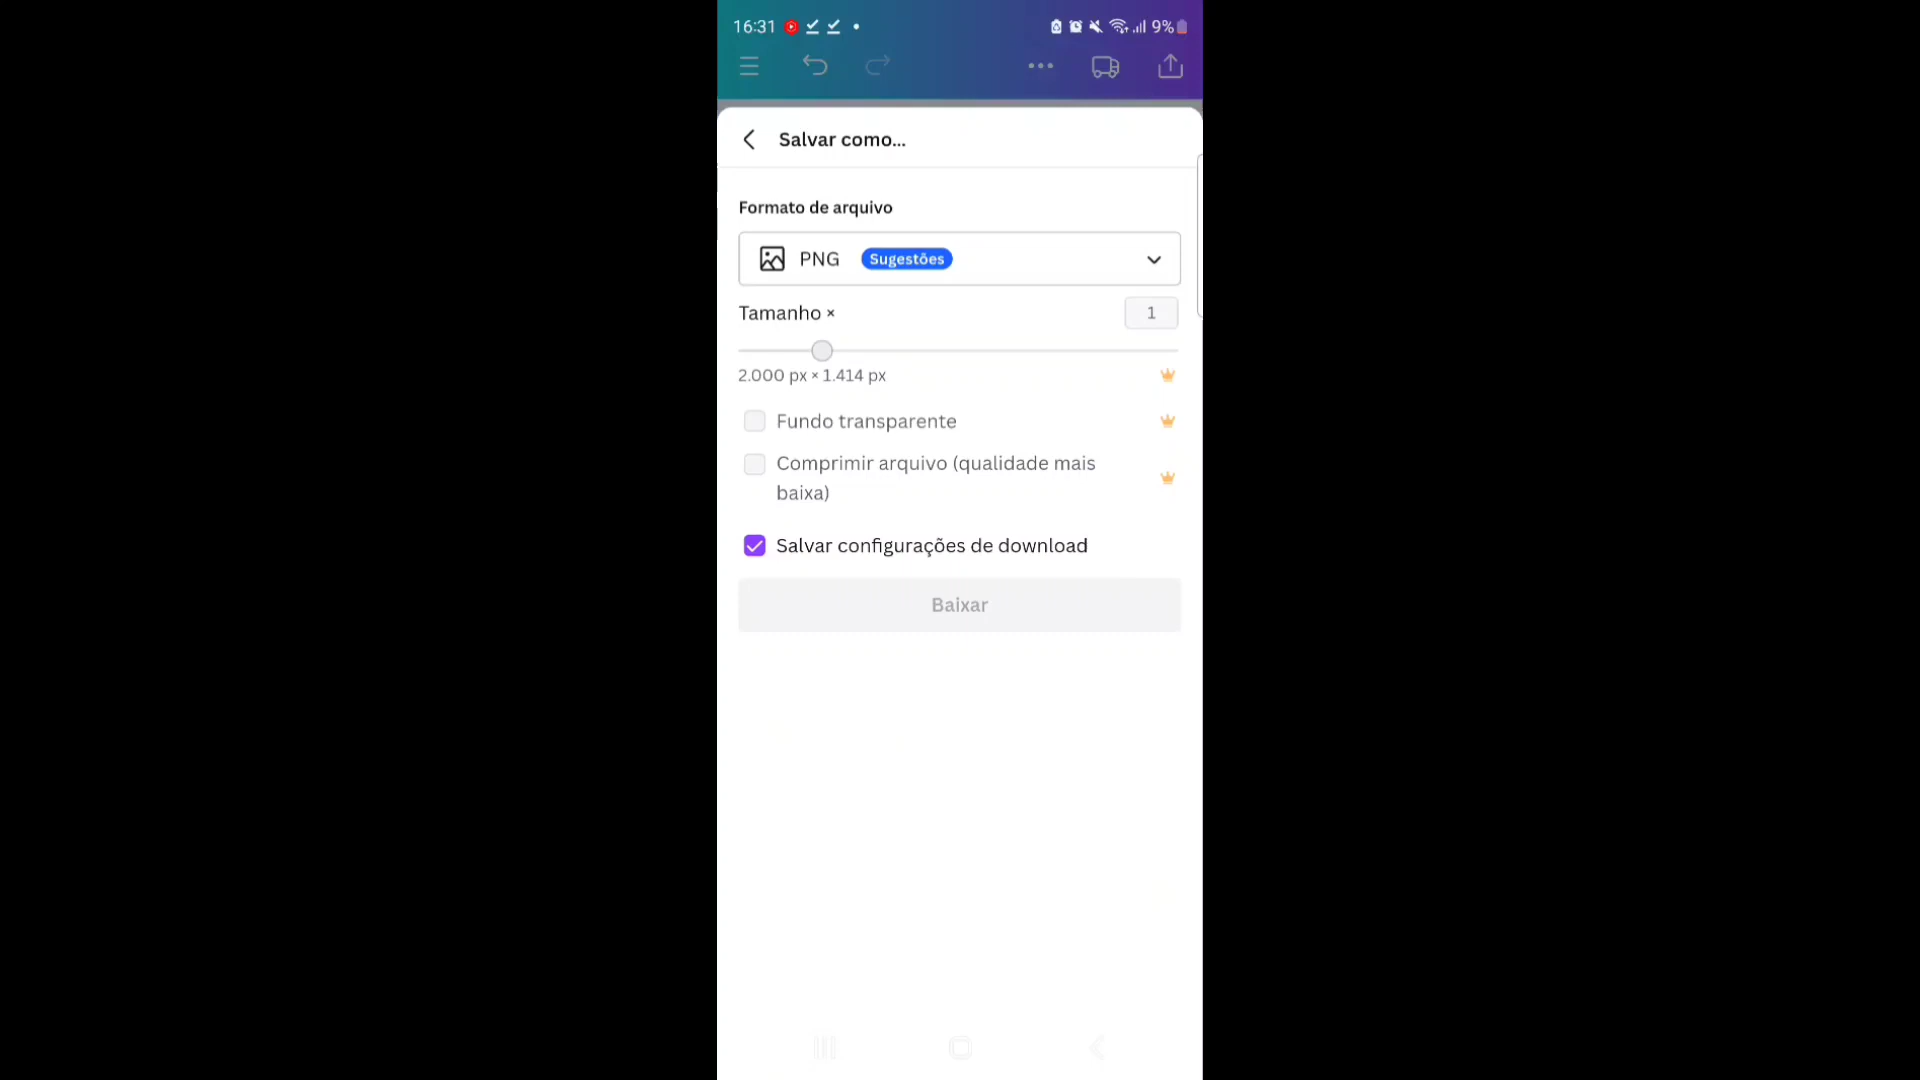 16:31
9%
Salvar como...
Formato de arquivo
PNG Sugestões
Tamanho × 1
2.000 px × 1.414 px
Fundo transparente
Comprimir arquivo (qualidade mais
baixa)
Salvar configurações de download
Baixar